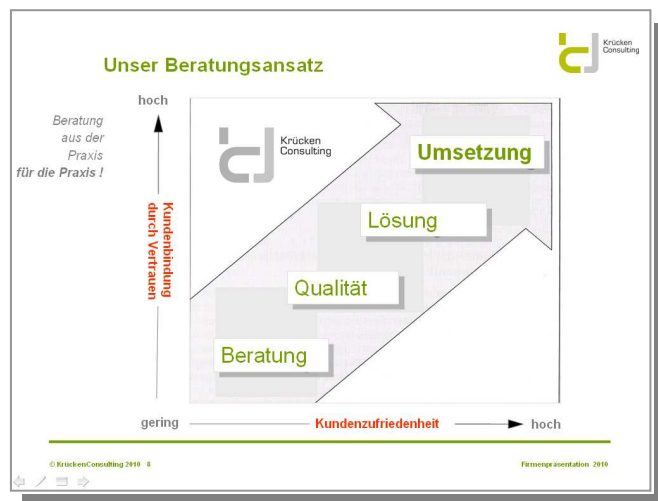 Unser Beratungsansatz
Krücken
Consulting
Beratung
aus der
Praxis
für die Praxis !
hoch
Krücken
Consulting
Umsetzung
Lösung
Qualität
Beratung
Kundenbindung
durch Vertrauen
gering
Kundenzufriedenheit
hoch
© KrückenConsulting 2010 8
Firmenpräsentation 2010